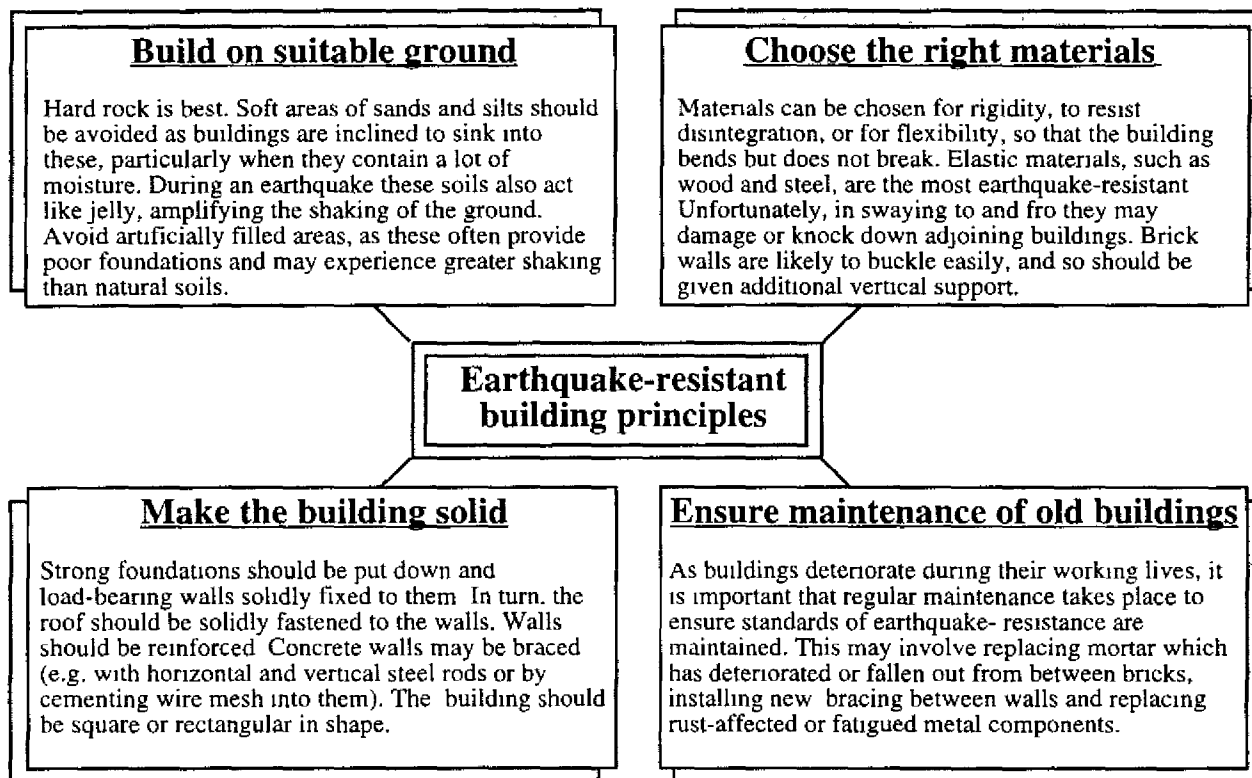 Build on suitable ground
Hard rock is best. Soft areas of sands and silts should
be avoided as buildings are inclined to sink into
these, particularly when they contain a lot of
moisture. During an earthquake these soils also act
like jelly, amplifying the shaking of the ground.
Avoid artificially filled areas, as these often provide
poor foundations and may experience greater shaking
than natural soils.
Choose the right materials
Materials can be chosen for rigidity, to resist
disintegration, or for flexibility, so that the building
bends but does not break. Elastic materials, such as
wood and steel, are the most earthquake-resistant
Unfortunately, in swaying to and fro they may
damage or knock down adjoining buildings. Brick
walls are likely to buckle easily, and so should be
given additional vertical support.
Earthquake-resistant
building principles
Make the building solid
Strong foundations should be put down and
load-bearing walls solidly fixed to them In turn. the
roof should be solidly fastened to the walls. Walls
should be reinforced Concrete walls may be braced
(e.g. with horizontal and vertical steel rods or by
cementing wire mesh into them). The building should
be square or rectangular in shape.
Ensure maintenance of old buildings
As buildings deteriorate during their working lives, it
is important that regular maintenance takes place to
ensure standards of earthquake- resistance are
maintained. This may involve replacing mortar which
has deteriorated or fallen out from between bricks,
installing new bracing between walls and replacing
rust-affected or fatigued metal components.